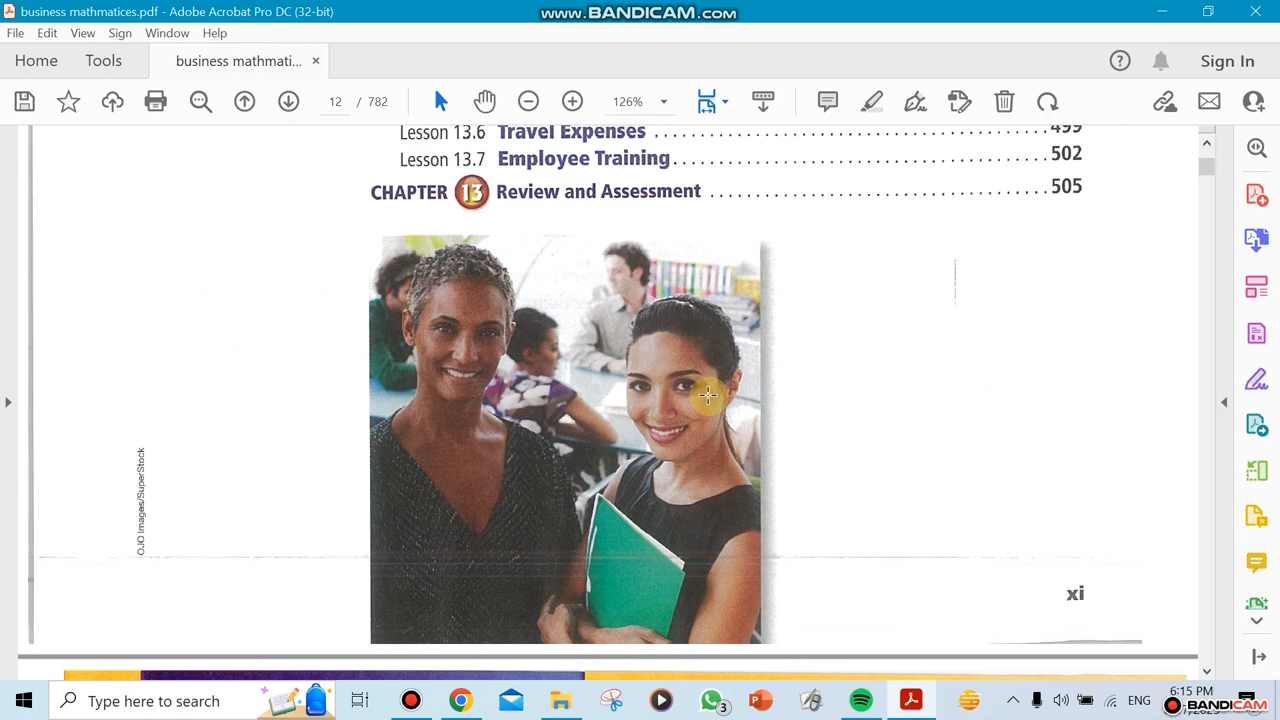 business mathmatices.pdf - Adobe Acrobat Pro DC (32-bit)
www.BANDICAM.com
File Edit View Sign Window Help
Home Tools business mathmati... × Sign In
12 / 782 126%
Lesson 13.6 Travel Expenses 499
Lesson 13.7 Employee Training 502
CHAPTER 13 Review and Assessment 505
OJO Images/SuperStock
xi
Type here to search
3
ENG
6:15 PM
BANDICAM